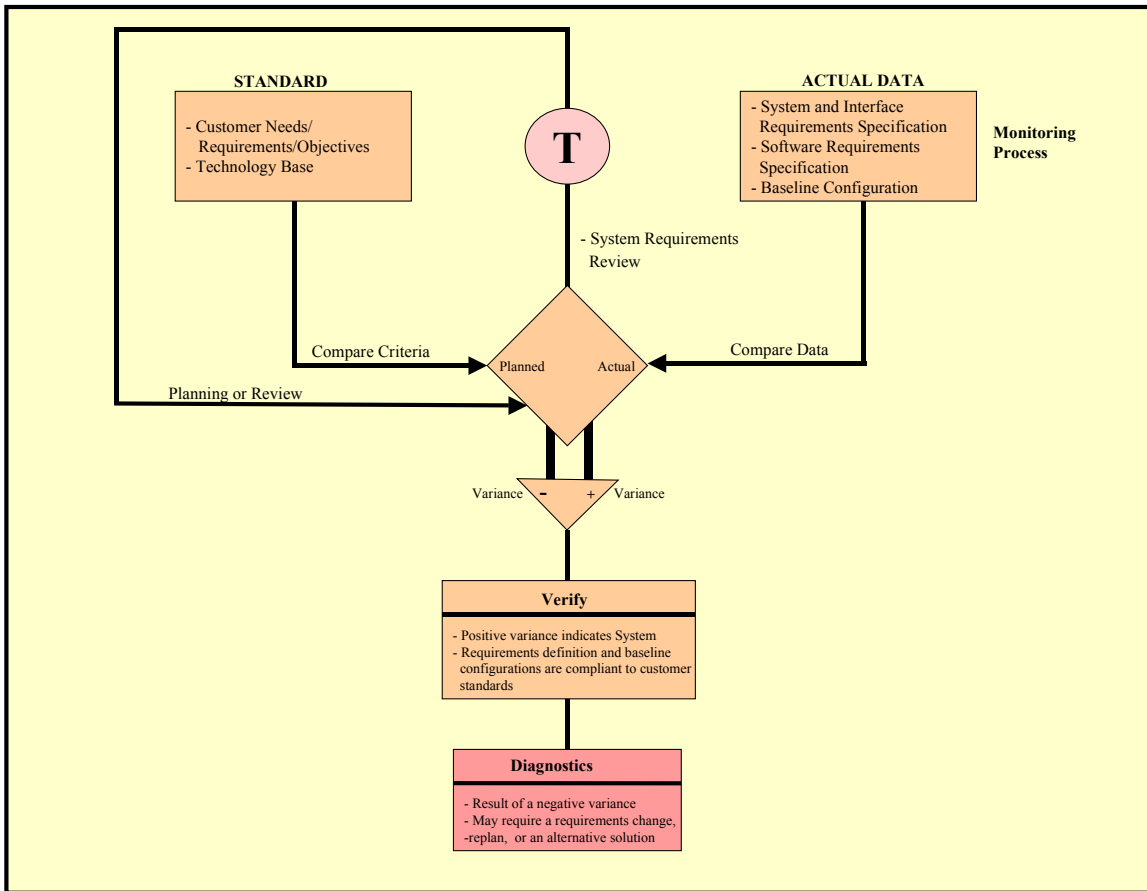 STANDARD
- Customer Needs/
Requirements/Objectives
- Technology Base
T
ACTUAL DATA
- System and Interface
Requirements Specification
- Software Requirements
Specification
- Baseline Configuration
Monitoring
Process
- System Requirements
Review
Compare Criteria
Planned
Actual
Compare Data
Planning or Review
Variance
-
+
Variance
Verify
- Positive variance indicates System
- Requirements definition and baseline
configurations are compliant to customer
standards
Diagnostics
- Result of a negative variance
- May require a requirements change,
-replan, or an alternative solution